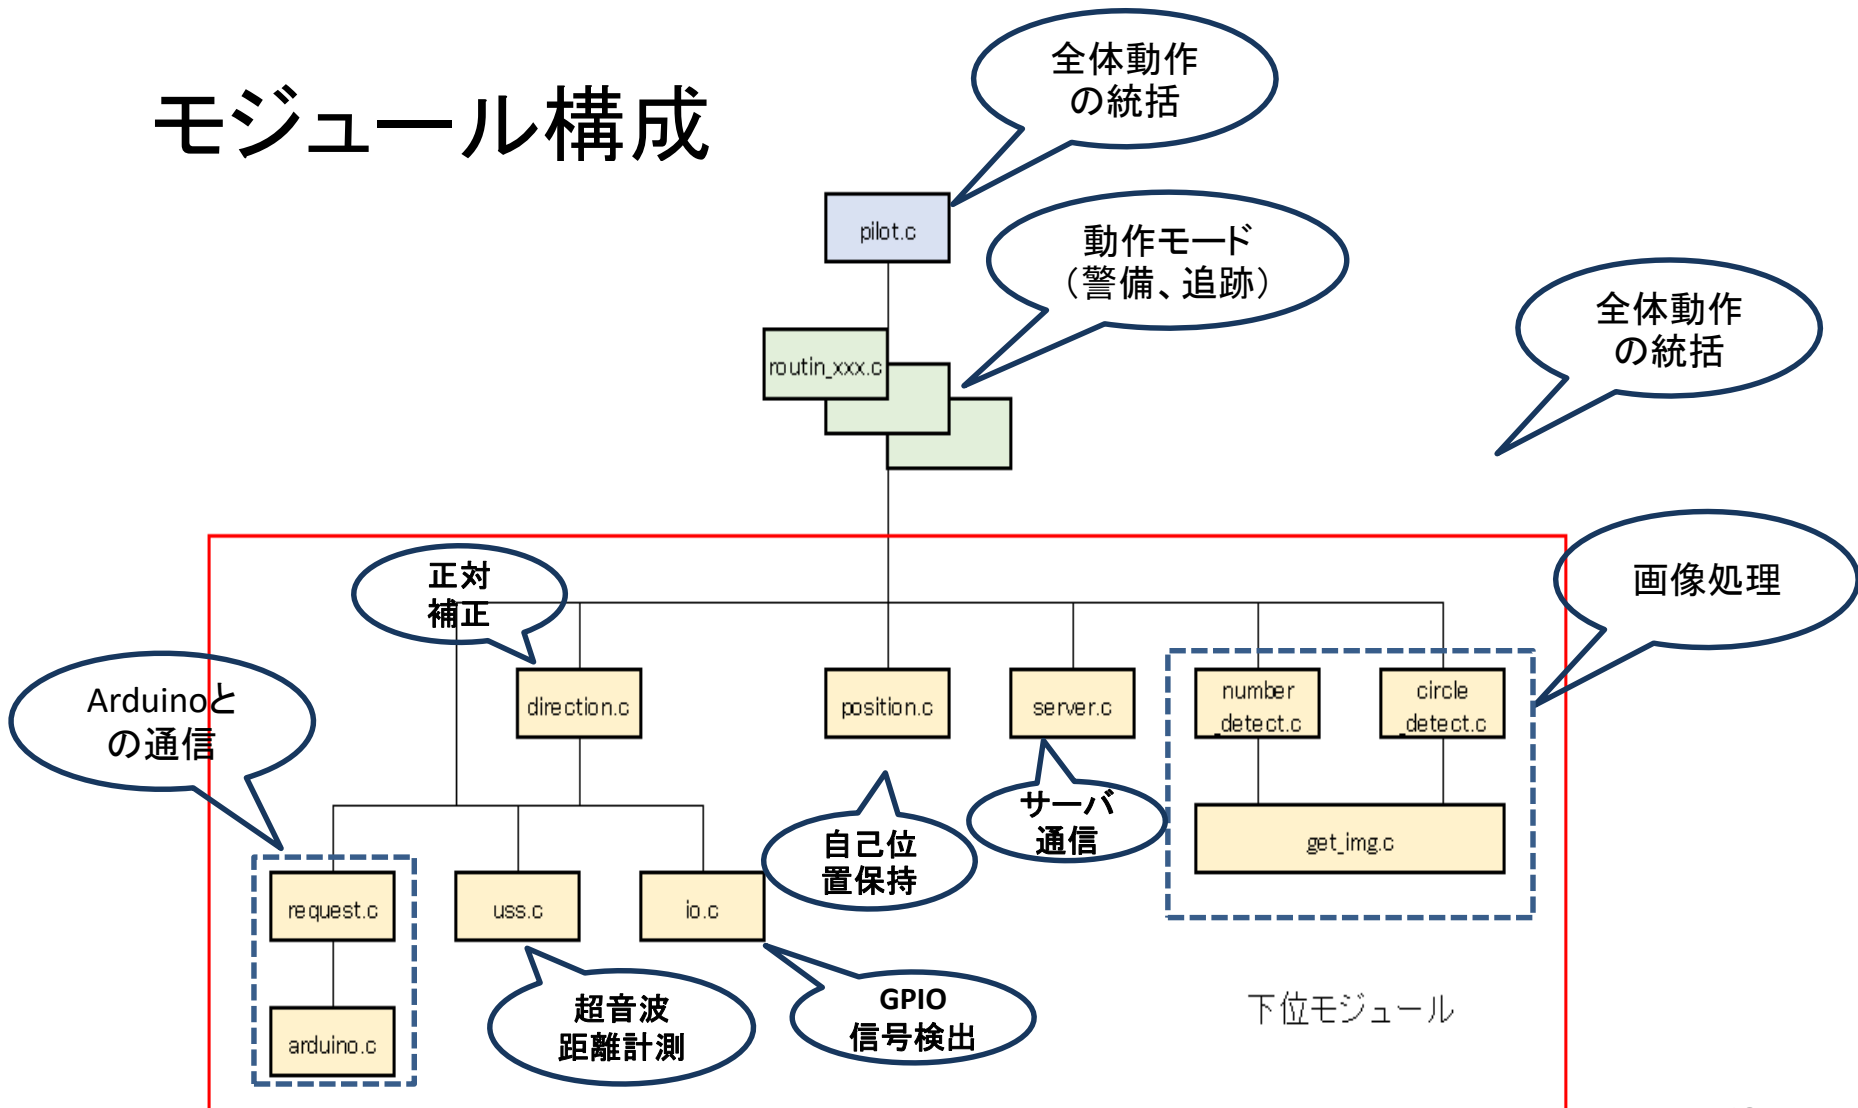 モジュール構成
全体動作
の統括
pilot.c
動作モード
（警備、追跡）
全体動作
の統括
routin_xxx.c
正対
補正
画像処理
Arduinoと
の通信
direction.c
position.c
server.c
number
_detect.c
circle
_detect.c
サーバ
通信
自己位
置保持
get_img.c
request.c
uss.c
io.c
超音波
距離計測
GPIO
信号検出
下位モジュール
arduino.c